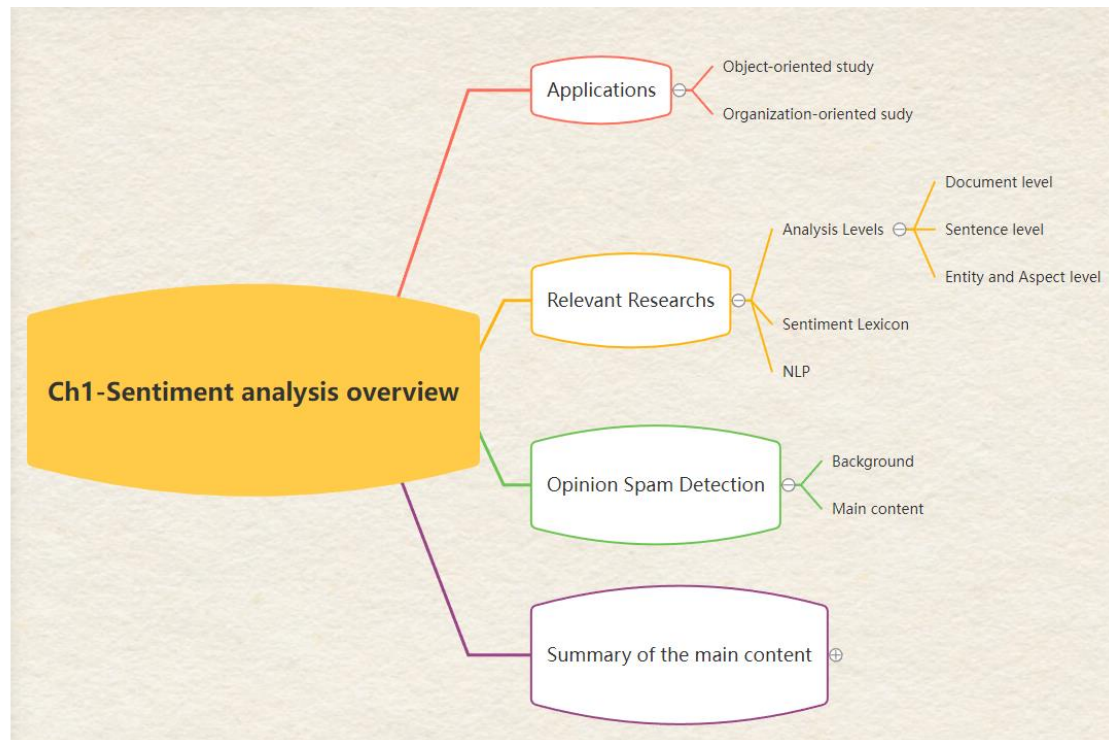 Ch1-Sentiment analysis overview
Applications
Object-oriented study
Organization-oriented sudy
Relevant Researchs
Analysis Levels
Document level
Sentence level
Entity and Aspect level
Sentiment Lexicon
NLP
Opinion Spam Detection
Background
Main content
Summary of the main content